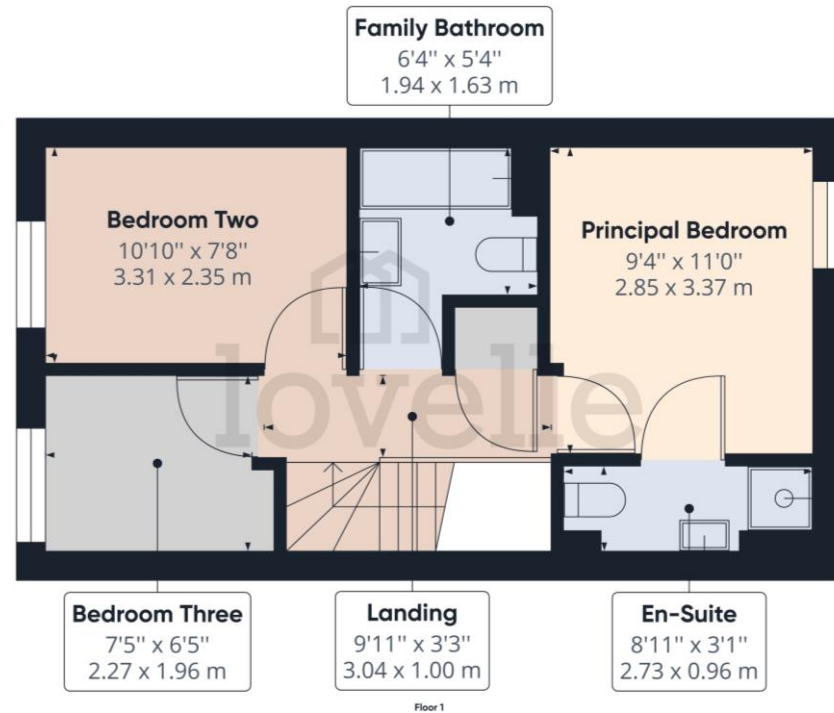 Family Bathroom
6'4'' x 5'4''
1.94 x 1.63 m
Bedroom Two
10'10'' x 7'8''
3.31 x 2.35 m
Principal Bedroom
9'4'' x 11'0''
2.85 x 3.37 m
lovelle
Bedroom Three
7'5'' x 6'5''
2.27 x 1.96 m
Landing
9'11'' x 3'3''
3.04 x 1.00 m
En-Suite
8'11'' x 3'1''
2.73 x 0.96 m
Floor 1